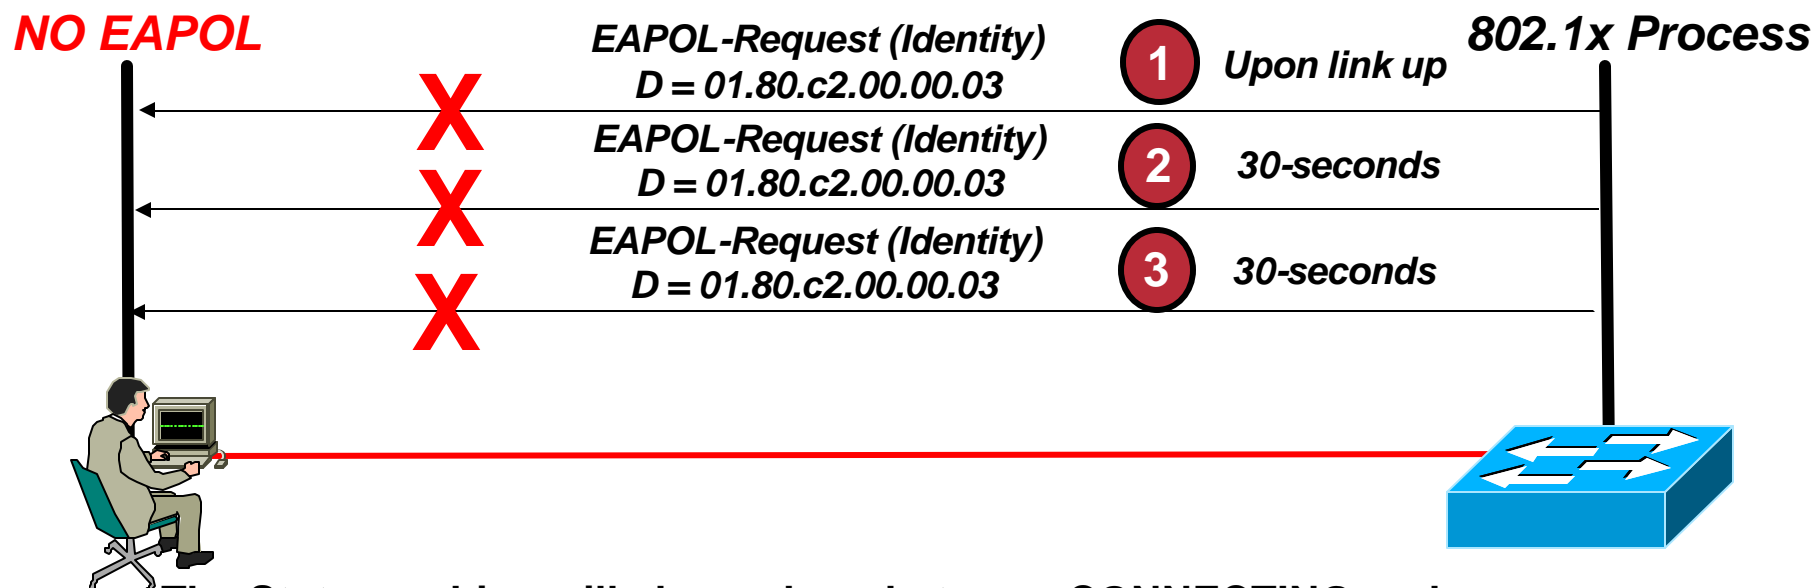 NO EAPOL
EAPOL-Request (Identity)
D = 01.80.c2.00.00.03
1
Upon link up
802.1x Process
EAPOL-Request (Identity)
D = 01.80.c2.00.00.03
2
30-seconds
EAPOL-Request (Identity)
D = 01.80.c2.00.00.03
3
30-seconds
X
X
X